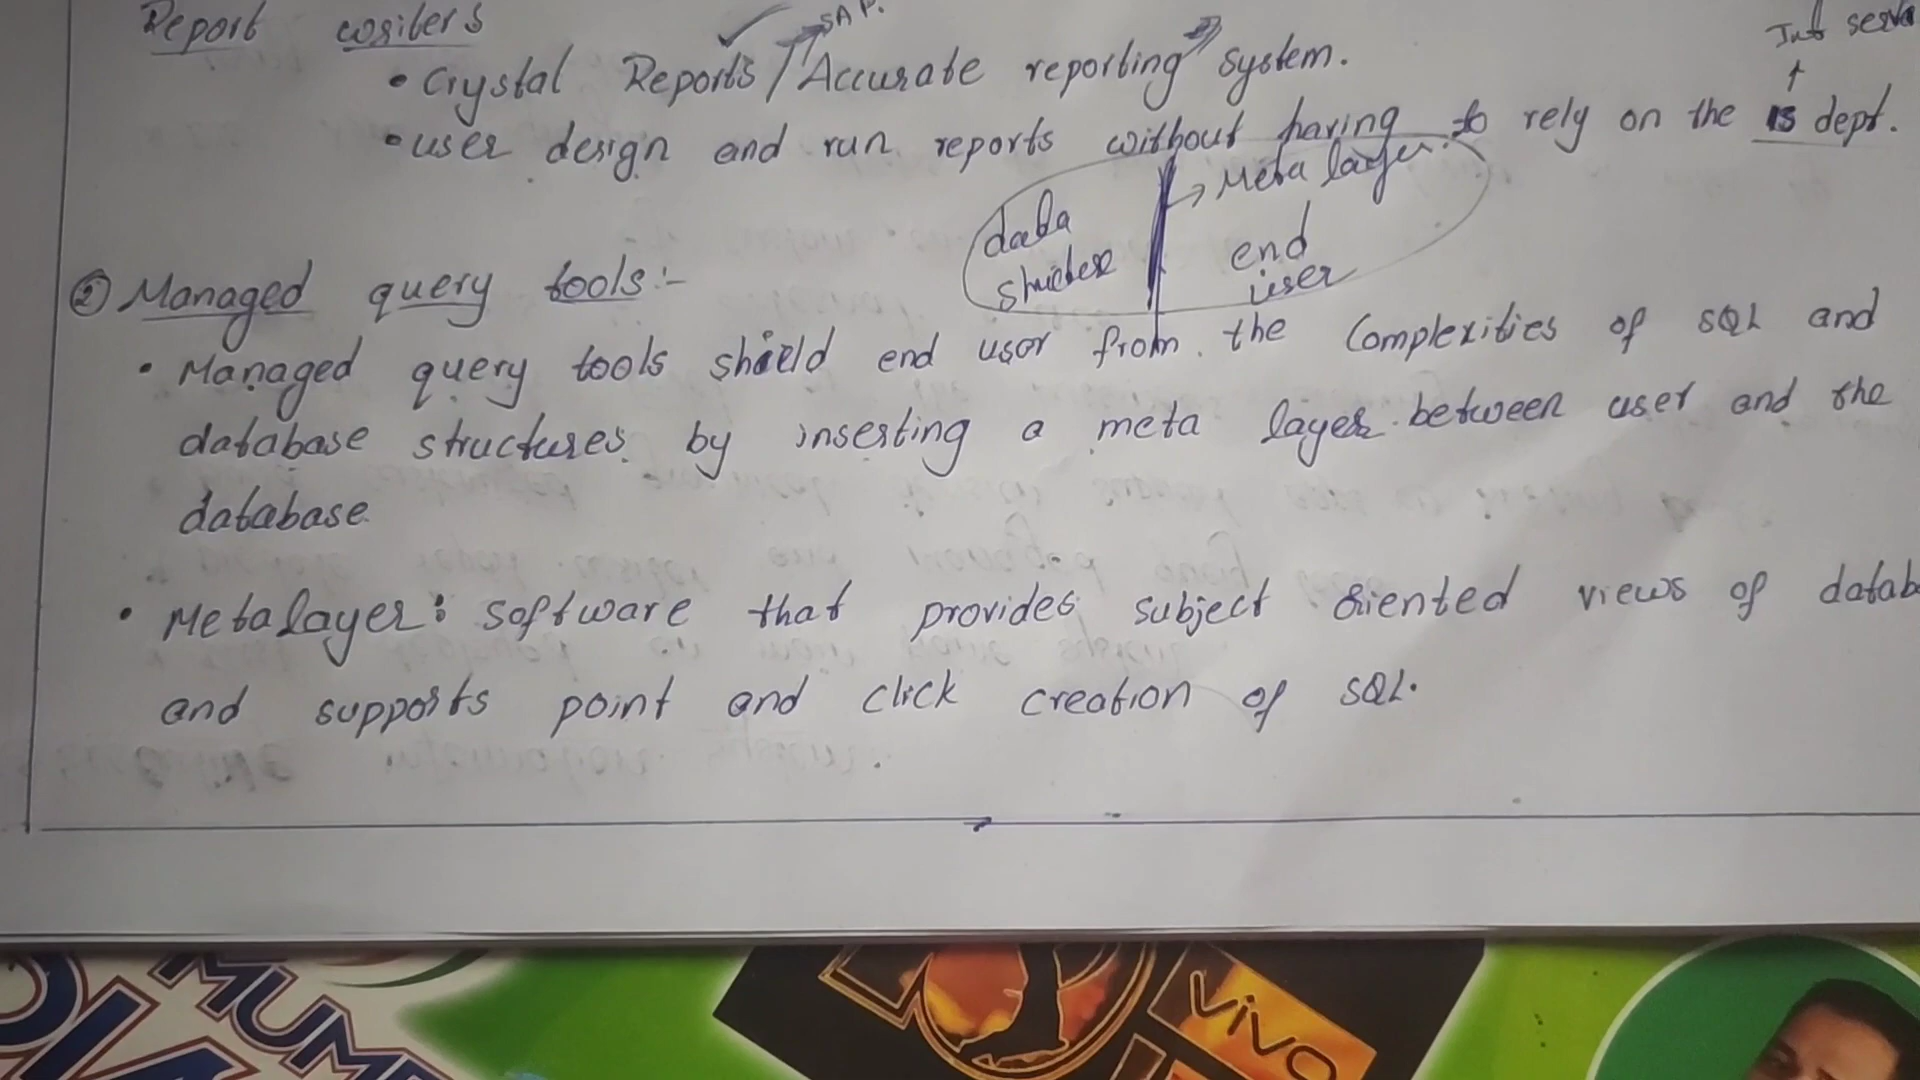 Report writers
SAP.
Inf serv
• Crystal Reports / Accurate reporting system.
• user design and run reports without having to rely on the IS dept.
→ Meta layer.
data
end
user
② Managed query tools:-
• Managed query tools shield end user from the Complexities of SQL and
database structures by inserting a meta layer between user and the
database.
• Metalayer: software that provides subject oriented views of datab
and supports point and click creation of SQL.
MUM
VIVO